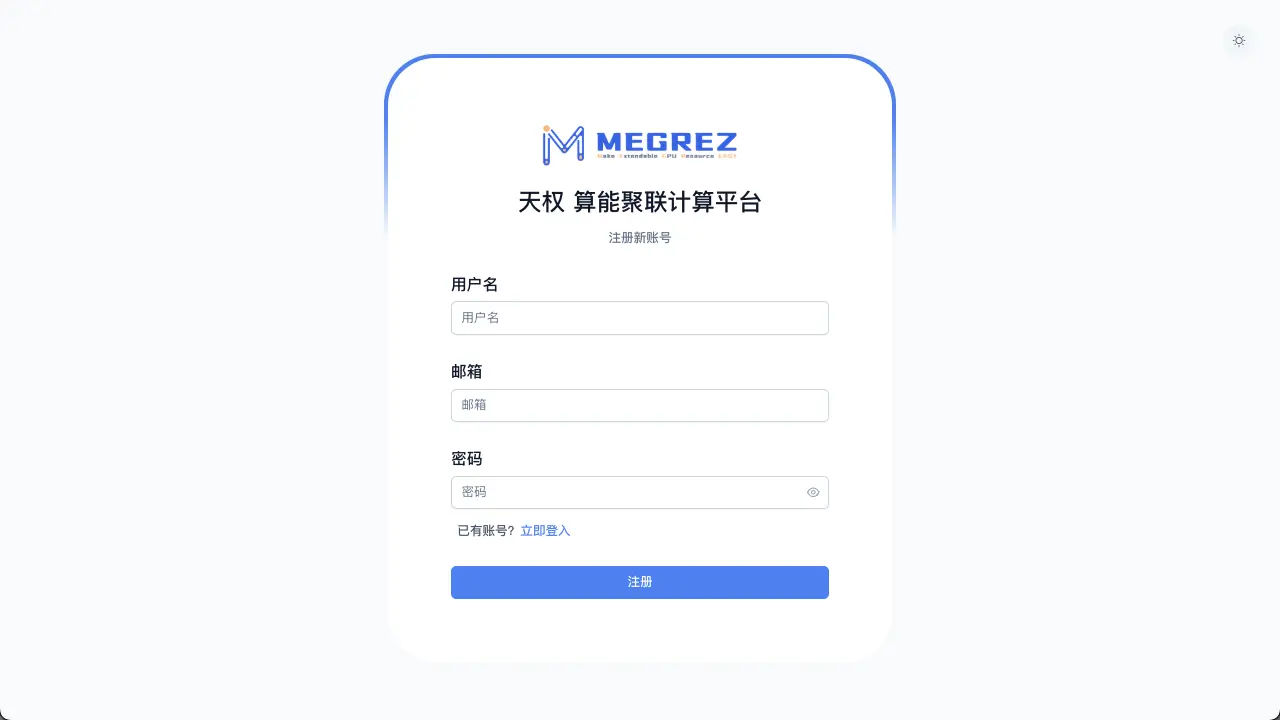 MEGREZ
Make Extendable GPU Resource EASY
天权 算能聚联计算平台
注册新账号
用户名
用户名
邮箱
邮箱
密码
密码
已有账号? 立即登入
注册